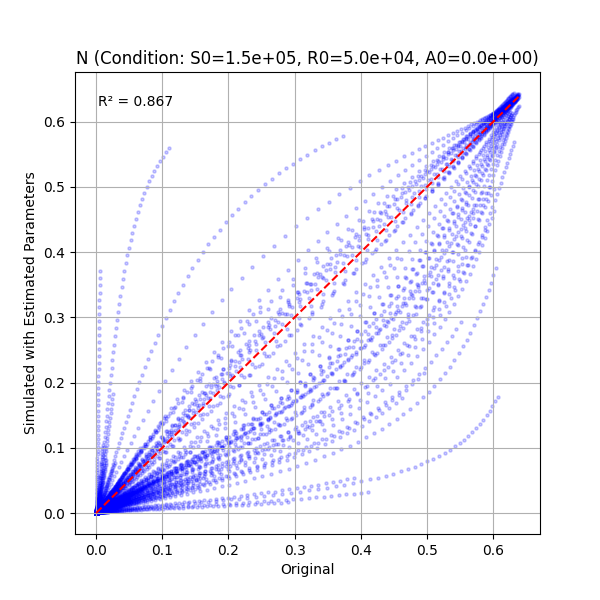 N (Condition: S0=1.5e+05, R0=5.0e+04, A0=0.0e+00)
R² = 0.867
0.6
0.5
0.4
0.3
0.2
0.1
0.0
Simulated with Estimated Parameters
0.0 0.1 0.2 0.3 0.4 0.5 0.6
Original